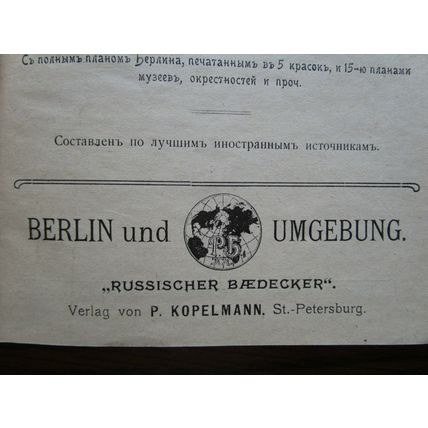 Съ полнымъ планомъ Берлина, печатаннымъ въ 5 красокъ, и 15-ю планами
музеевъ, окрестностей и проч.
Составленъ по лучшимъ иностраннымъ источникамъ.
BERLIN und UMGEBUNG.
„RUSSISCHER BÆDECKER“.
Verlag von P. KOPELMANN, St.-Petersburg.